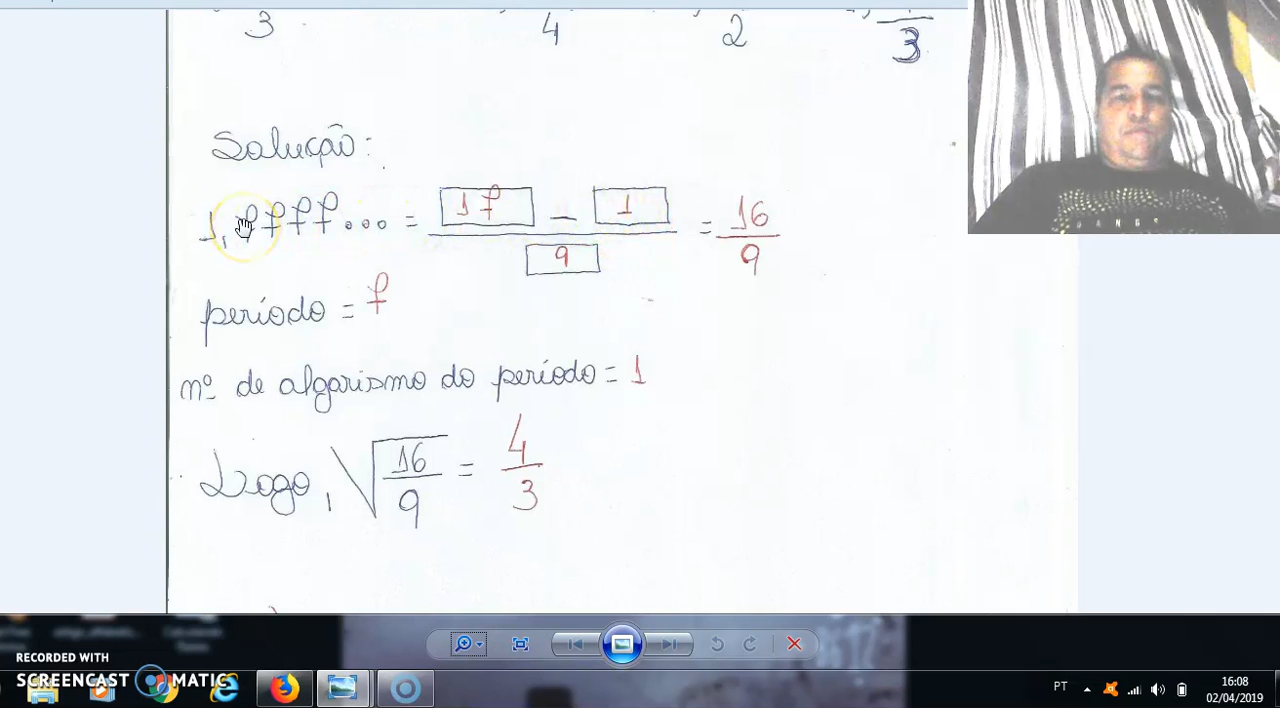 3 4 2 3
Solução:
1,7777... = 17 - 1 / 9 = 16/9
período = 7
nº de algarismo do período = 1
Logo, √16/9 = 4/3
RECORDED WITH
SCREENCAST MATIC
PT 16:08
02/04/2019